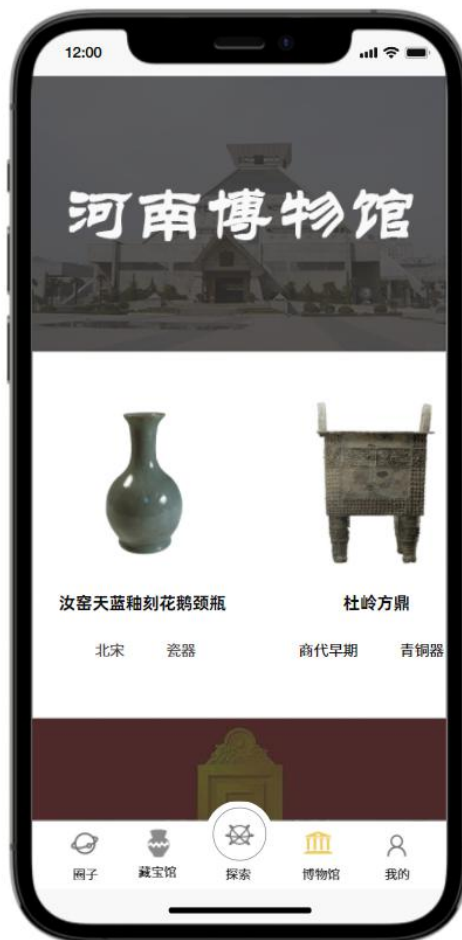 12:00
河南博物馆
汝窑天蓝釉刻花鹅颈瓶
杜岭方鼎
北宋 瓷器
商代早期 青铜器
圈子 藏宝馆 探索 博物馆 我的